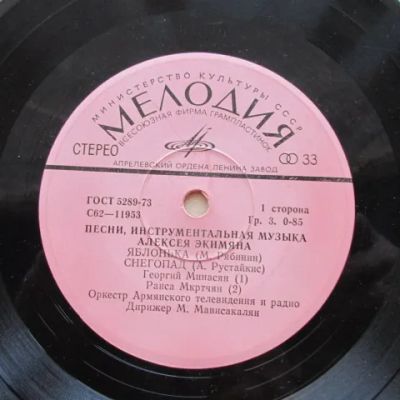 МИНИСТЕРСТВО КУЛЬТУРЫ СССР
МЕЛОДИЯ
ВСЕСОЮЗНАЯ ФИРМА ГРАМПЛАСТИНОК
СТЕРЕО
33
АПРЕЛЕВСКИЙ ОРДЕНА ЛЕНИНА ЗАВОД
ГОСТ 5289-73
1 сторона
С62—11953
Гр. 3. 0-85
ПЕСНИ, ИНСТРУМЕНТАЛЬНАЯ МУЗЫКА
АЛЕКСЕЯ ЭКИМЯНА
ЯБЛОНЬКА (М. Рябинин)
СНЕГОПАД (А. Рустайкис)
Георгий Минасян (1)
Раиса Мкртчян (2)
Оркестр Армянского телевидения и радио
Дирижер М. Мависакалян